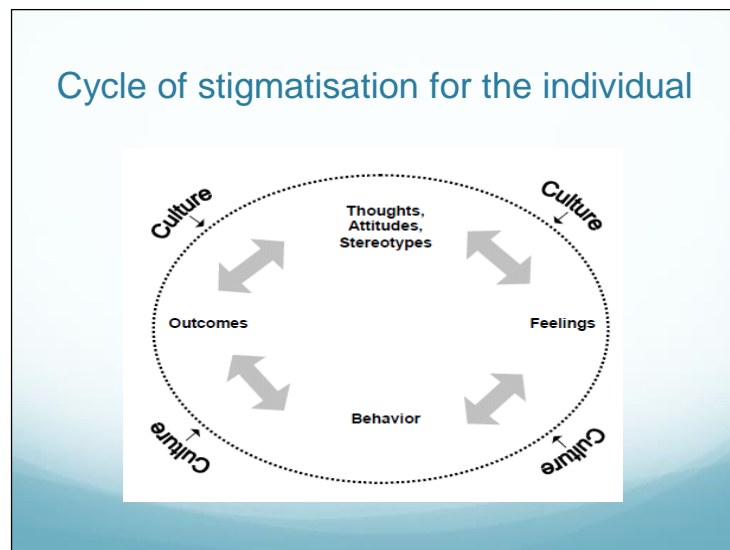 Cycle of stigmatisation for the individual
Culture
Culture
Thoughts,
Attitudes,
Stereotypes
Outcomes
Feelings
Behavior
Culture
Culture